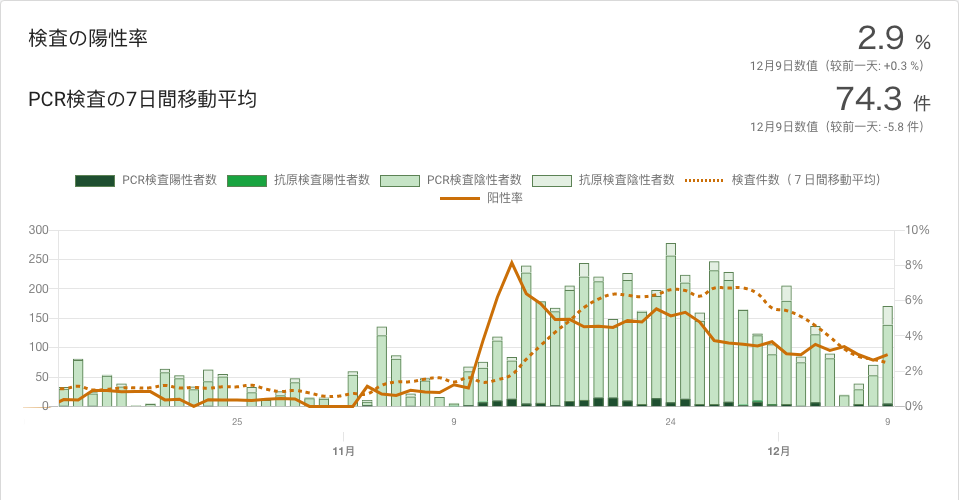 検査の陽性率
2.9 %
12月9日数值（较前一天: +0.3 %）
PCR検査の7日間移動平均
74.3 件
12月9日数值（较前一天: -5.8 件）
PCR検査陽性者数 抗原検査陽性者数 PCR検査陰性者数 抗原検査陰性者数 検査件数（７日間移動平均）
阳性率
300 10%
250 8%
200 6%
150 4%
100 2%
50 0%
0
25 9 24 9
11月 12月